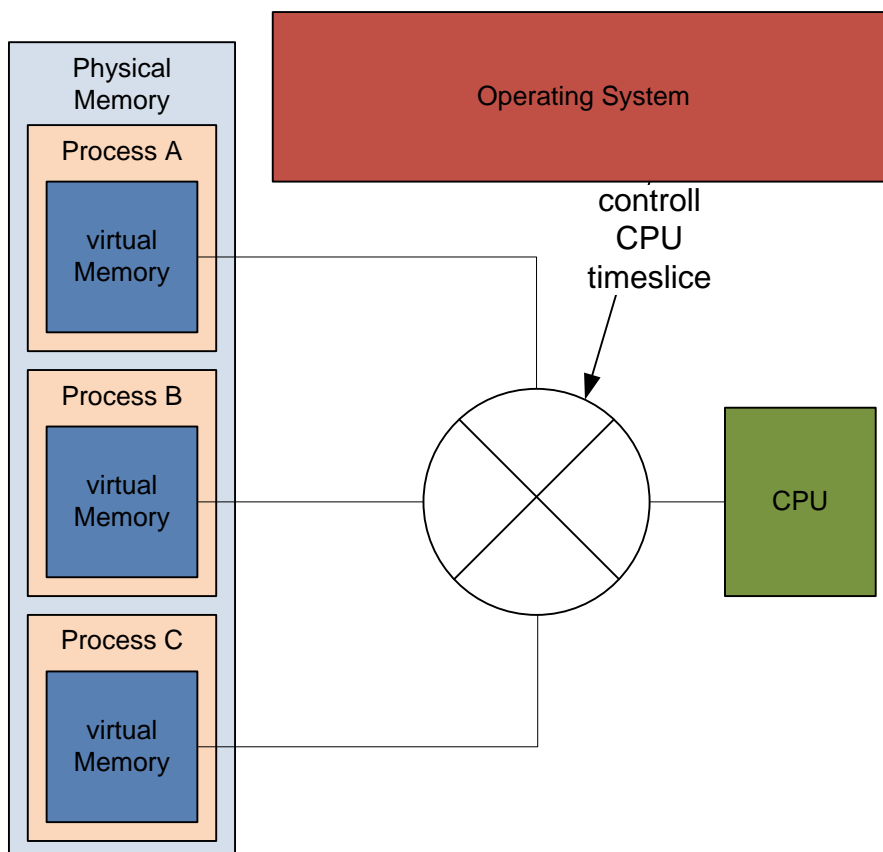 Physical
Memory
Process A
virtual
Memory
Process B
virtual
Memory
Process C
virtual
Memory
Operating System
controll
CPU
timeslice
CPU